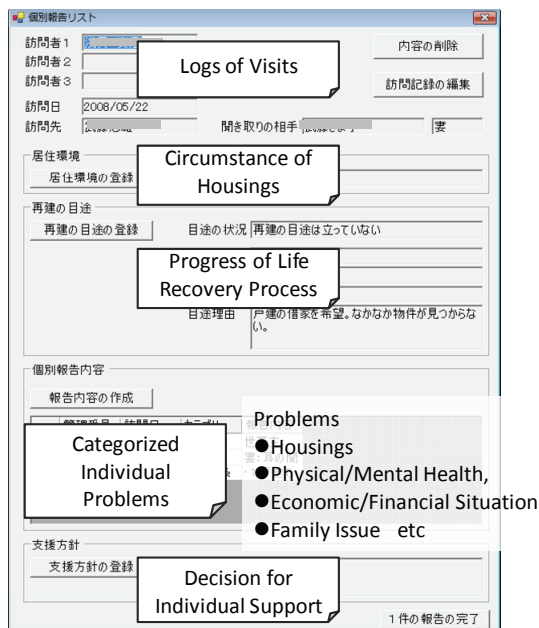 個別報告リスト
訪問者1
内容の削除
訪問者2
訪問者3
訪問記録の編集
Logs of Visits
訪問日 2008/05/22
訪問先 聞き取りの相手 妻
居住環境
居住環境の登録
Circumstance of
Housings
再建の目途
再建の目途の登録 目途の状況 再建の目途は立っていない
Progress of Life
Recovery Process
目途理由 戸建の借家を希望。なかなか物件が見つからな
い。
個別報告内容
報告内容の作成
Categorized
Individual
Problems
Problems
●Housings
●Physical/Mental Health,
●Economic/Financial Situation
●Family Issue etc
支援方針
支援方針の登録
Decision for
Individual Support
1件の報告の完了